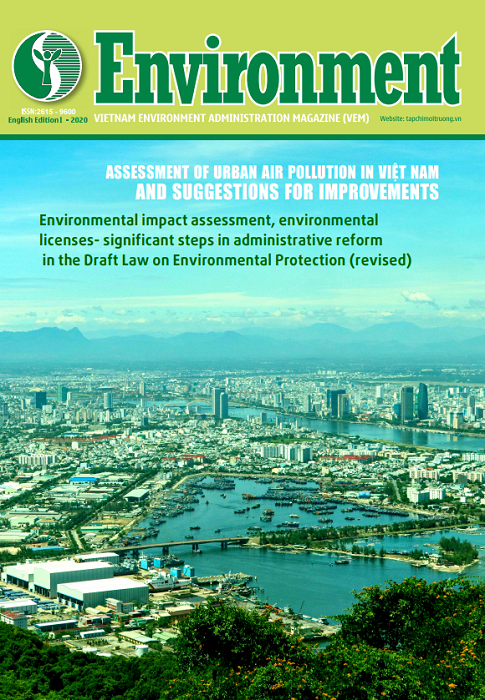 Environment
ISSN:2615 - 9600
English Edition I • 2020
VIETNAM ENVIRONMENT ADMINISTRATION MAGAZINE (VEM)
Website: tapchimoitruong.vn
ASSESSMENT OF URBAN AIR POLLUTION IN VIỆT NAM
AND SUGGESTIONS FOR IMPROVEMENTS
Environmental impact assessment, environmental
licenses- significant steps in administrative reform
in the Draft Law on Environmental Protection (revised)